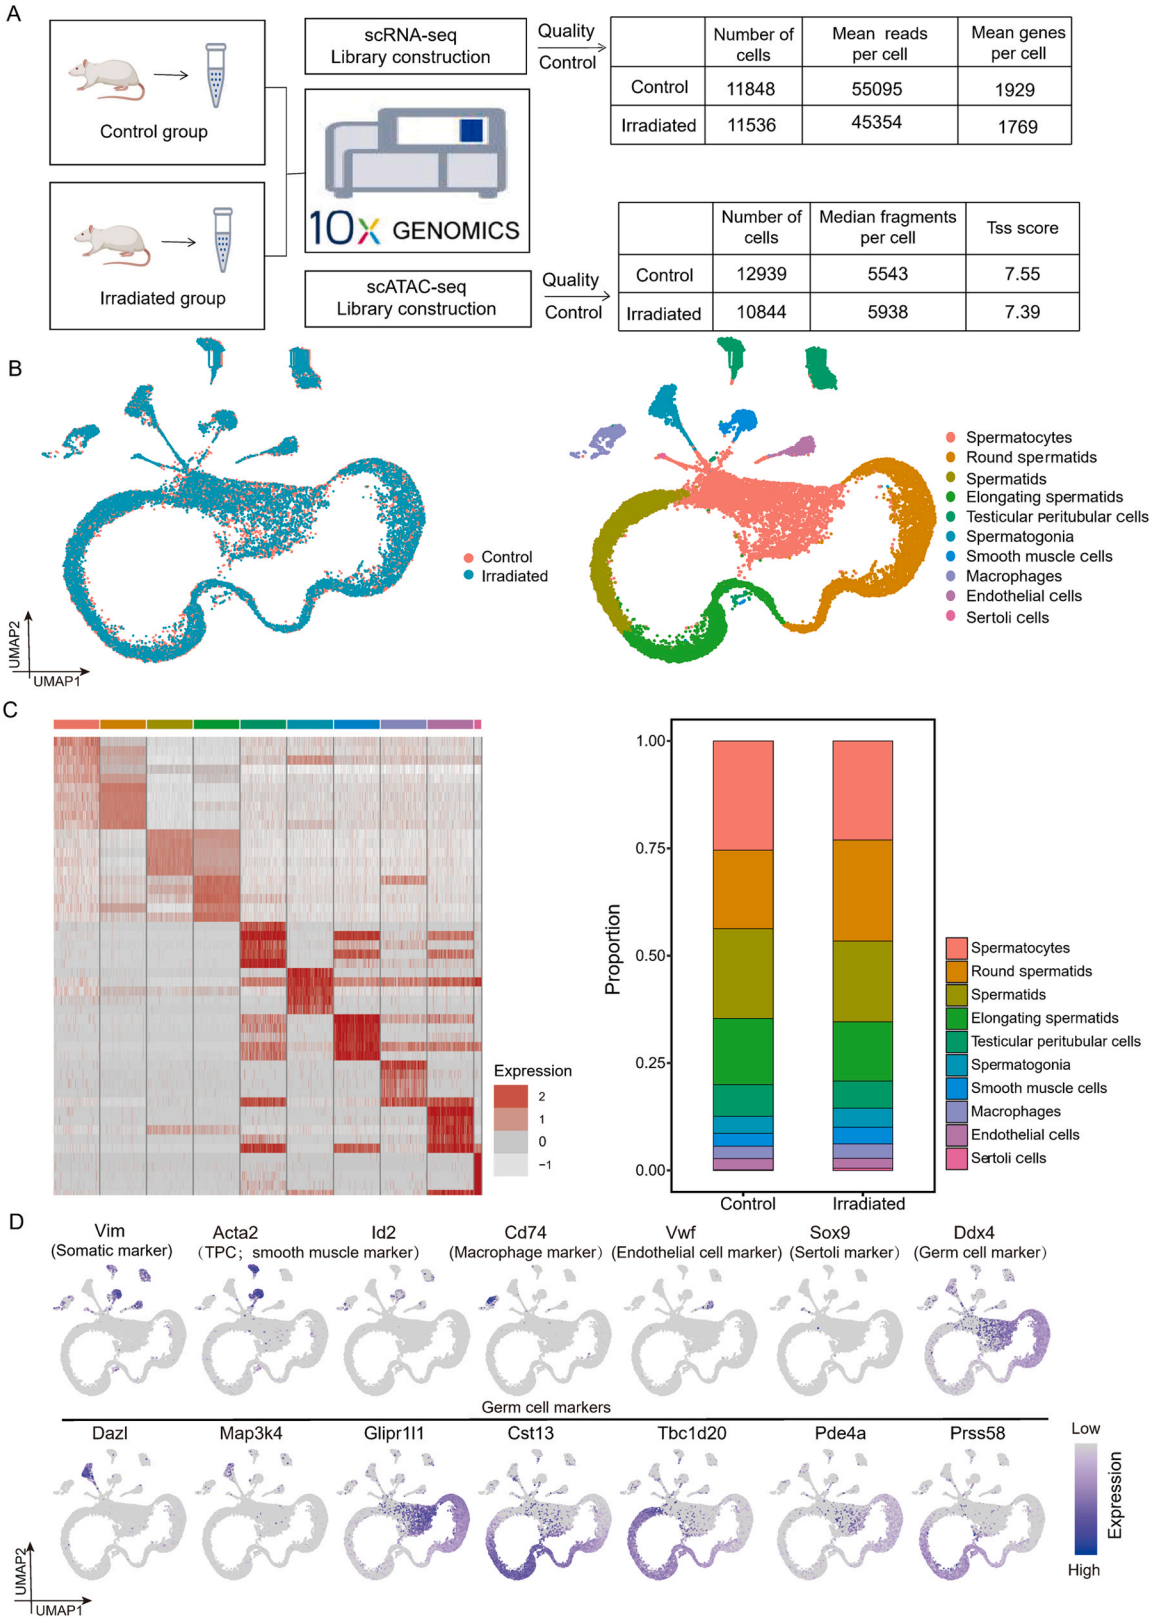 A
Control group
Irradiated group
scRNA-seq
Library construction
10x GENOMICS
scATAC-seq
Library construction
Quality
Control
Number of cells Mean reads per cell Mean genes per cell
Control 11848 55095 1929
Irradiated 11536 45354 1769
Quality
Control
Number of cells Median fragments per cell Tss score
Control 12939 5543 7.55
Irradiated 10844 5938 7.39
B
Control
Irradiated
UMAP2
UMAP1
Spermatocytes
Round spermatids
Spermatids
Elongating spermatids
Testicular Peritubular cells
Spermatogonia
Smooth muscle cells
Macrophages
Endothelial cells
Sertoli cells
C
Expression
2
1
0
−1
Proportion
1.00
0.75
0.50
0.25
0.00
Control Irradiated
Spermatocytes
Round spermatids
Spermatids
Elongating spermatids
Testicular peritubular cells
Spermatogonia
Smooth muscle cells
Macrophages
Endothelial cells
Sertoli cells
D
Vim Acta2 Id2 Cd74 Vwf Sox9 Ddx4
(Somatic marker) (TPC; smooth muscle marker) (Macrophage marker) (Endothelial cell marker) (Sertoli marker) (Germ cell marker)
Germ cell markers
Dazl Map3k4 Glipr1l1 Cst13 Tbc1d20 Pde4a Prss58
Low
Expression
High
UMAP2
UMAP1